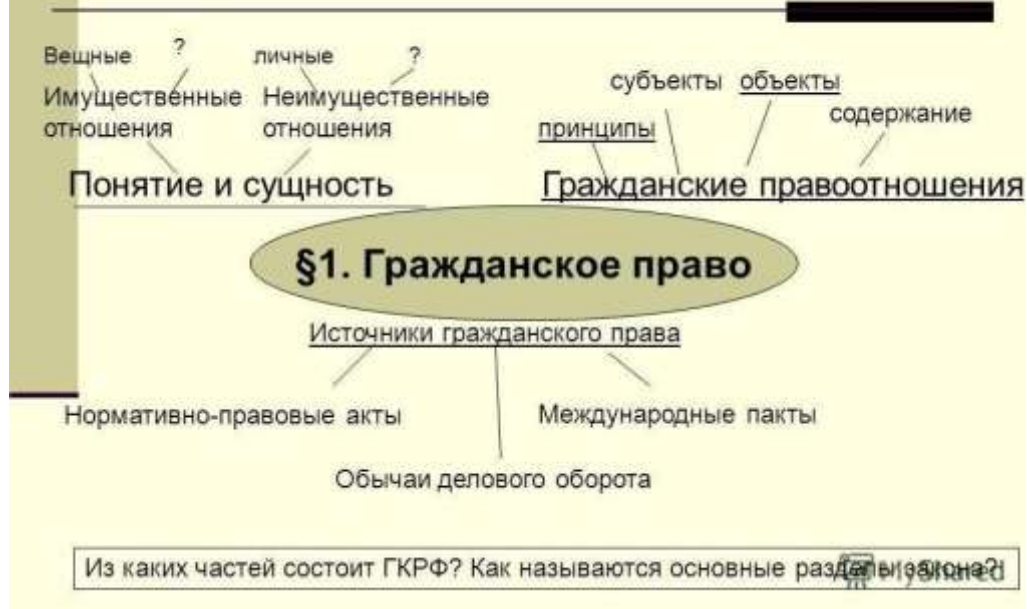 Вещные ? личные ?
Имущественные Неимущественные
отношения отношения
субъекты объекты
содержание
принципы
Понятие и сущность Гражданские правоотношения
§1. Гражданское право
Источники гражданского права
Нормативно-правовые акты Международные пакты
Обычаи делового оборота
Из каких частей состоит ГКРФ? Как называются основные разделы закона?
MyShared